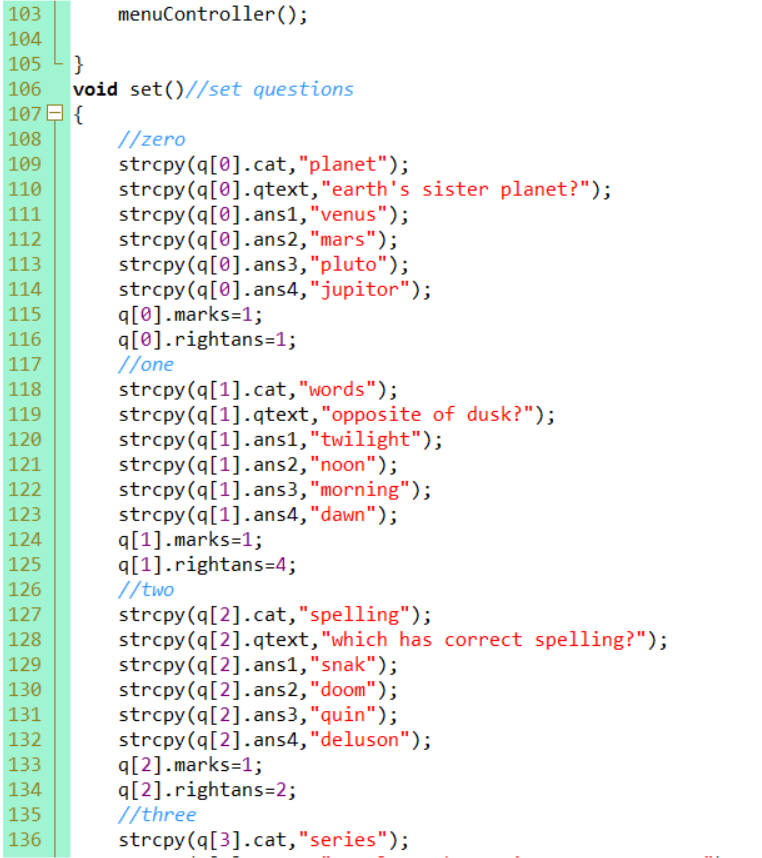 103 menuController();
104
105 }
106 void set()//set questions
107 {
108 //zero
109 strcpy(q[0].cat,"planet");
110 strcpy(q[0].qtext,"earth's sister planet?");
111 strcpy(q[0].ans1,"venus");
112 strcpy(q[0].ans2,"mars");
113 strcpy(q[0].ans3,"pluto");
114 strcpy(q[0].ans4,"jupitor");
115 q[0].marks=1;
116 q[0].rightans=1;
117 //one
118 strcpy(q[1].cat,"words");
119 strcpy(q[1].qtext,"opposite of dusk?");
120 strcpy(q[1].ans1,"twilight");
121 strcpy(q[1].ans2,"noon");
122 strcpy(q[1].ans3,"morning");
123 strcpy(q[1].ans4,"dawn");
124 q[1].marks=1;
125 q[1].rightans=4;
126 //two
127 strcpy(q[2].cat,"spelling");
128 strcpy(q[2].qtext,"which has correct spelling?");
129 strcpy(q[2].ans1,"snak");
130 strcpy(q[2].ans2,"doom");
131 strcpy(q[2].ans3,"quin");
132 strcpy(q[2].ans4,"deluson");
133 q[2].marks=1;
134 q[2].rightans=2;
135 //three
136 strcpy(q[3].cat,"series");